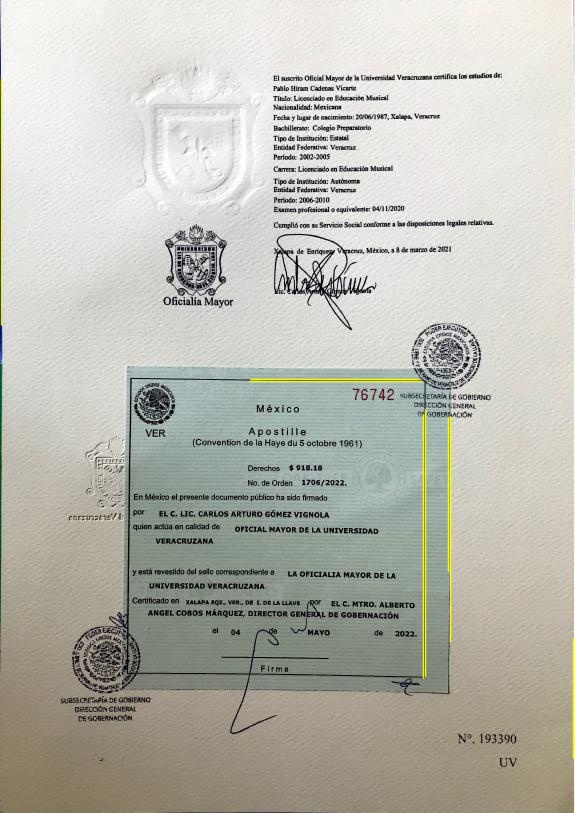 El suscrito Oficial Mayor de la Universidad Veracruzana certifica los estudios de:
Pablo Hiram Cadenas Vicarte
Título: Licenciado en Educación Musical
Nacionalidad: Mexicana
Fecha y lugar de nacimiento: 20/06/1987, Xalapa, Veracruz
Bachillerato: Colegio Preparatorio
Tipo de Institución: Estatal
Entidad Federativa: Veracruz
Periodo: 2002-2005
Carrera: Licenciado en Educación Musical
Tipo de Institución: Autónoma
Entidad Federativa: Veracruz
Periodo: 2006-2010
Examen profesional o equivalente: 04/11/2020
Cumplió con su Servicio Social conforme a las disposiciones legales relativas.
Xalapa de Enríquez Veracruz, México, a 8 de marzo de 2021
Lic. Carlos Vignola
Oficialía Mayor
PODER EJECUTIVO
ESTADOS UNIDOS MEXICANOS
SUBSECRETARÍA DE GOBIERNO
DIRECCIÓN GENERAL
DE GOBERNACIÓN
ESTADOS UNIDOS MEXICANOS
VER
76742
México
Apostille
(Convention de la Haye du 5 octobre 1961)
Derechos $ 918.18
No. de Orden 1706/2022.
En México el presente documento público ha sido firmado
por EL C. LIC. CARLOS ARTURO GÓMEZ VIGNOLA
quien actúa en calidad de OFICIAL MAYOR DE LA UNIVERSIDAD
VERACRUZANA
y está revestido del sello correspondiente a LA OFICIALIA MAYOR DE LA
UNIVERSIDAD VERACRUZANA
Certificado en XALAPA EQZ., VER., DE I. DE LA LLAVE por EL C. MTRO. ALBERTO
ANGEL COBOS MÁRQUEZ, DIRECTOR GENERAL DE GOBERNACIÓN
el 04 de MAYO de 2022.
Firma
PODER EJECUTIVO
SUBSECRETARÍA DE GOBIERNO
DIRECCIÓN GENERAL
DE GOBERNACIÓN
N°. 193390
UV